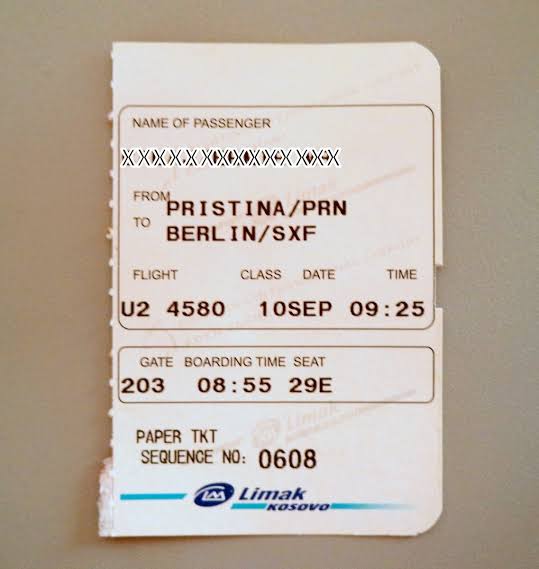 NAME OF PASSENGER
XXXXXXXXXXXXXX
FROM
PRISTINA/PRN
TO
BERLIN/SXF
FLIGHT CLASS DATE TIME
U2 4580 10SEP 09:25
GATE BOARDING TIME SEAT
203 08:55 29E
PAPER TKT
SEQUENCE NO: 0608
Limak
KOSOVO